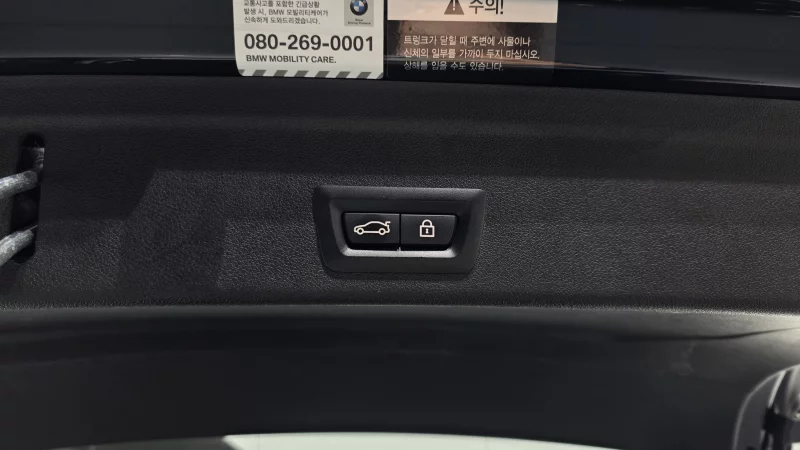 교통사고를 포함한 긴급상황
발생 시, BMW 모빌리티케어가
신속하게 도와드리겠습니다.
080-269-0001
BMW MOBILITY CARE.
주의!
트렁크가 닫힐 때 주변에 사물이나
신체의 일부를 가까이 두지 마십시오.
상해를 입을 수도 있습니다.